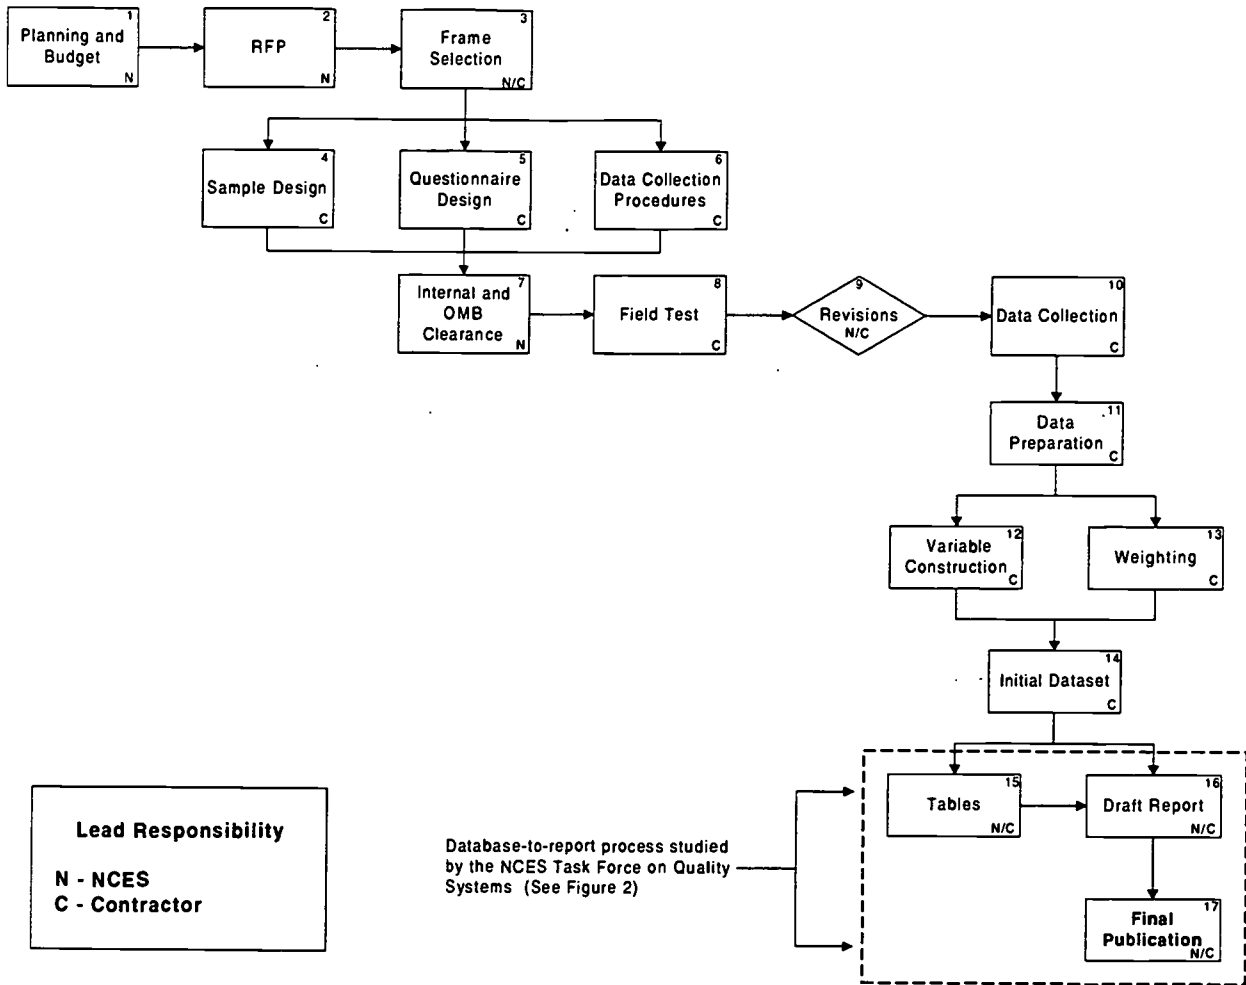 1
Planning and
Budget
N
2
RFP
N
3
Frame
Selection
N/C
4
Sample Design
C
5
Questionnaire
Design
C
6
Data Collection
Procedures
C
7
Internal and
OMB
Clearance
N
8
Field Test
C
9
Revisions
N/C
10
Data Collection
C
11
Data
Preparation
C
12
Variable
Construction
C
13
Weighting
C
14
Initial Dataset
C
15
Tables
N/C
16
Draft Report
N/C
17
Final
Publication
N/C
Database-to-report process studied
by the NCES Task Force on Quality
Systems (See Figure 2)
Lead Responsibility
N - NCES
C - Contractor